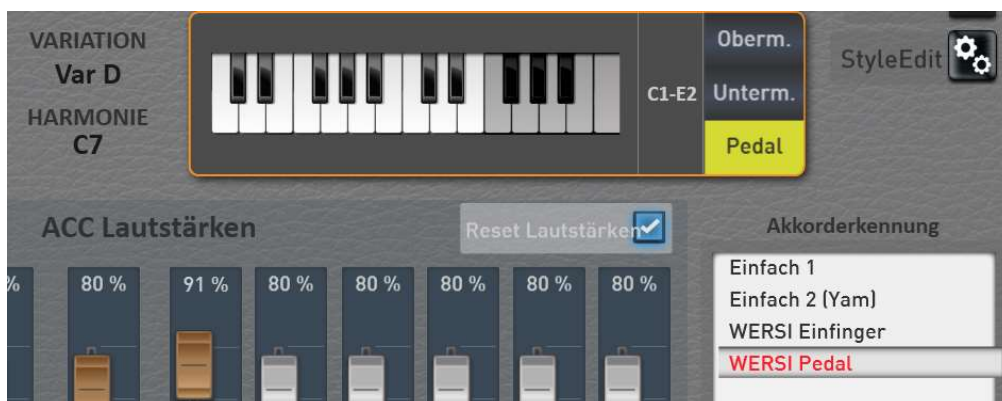 VARIATION
Var D
HARMONIE
C7
C1-E2
Oberm.
Unterm.
Pedal
StyleEdit
ACC Lautstärken
Reset Lautstärken
%
80 %
91 %
80 %
80 %
80 %
80 %
80 %
Akkorderkennung
Einfach 1
Einfach 2 (Yam)
WERSI Einfinger
WERSI Pedal